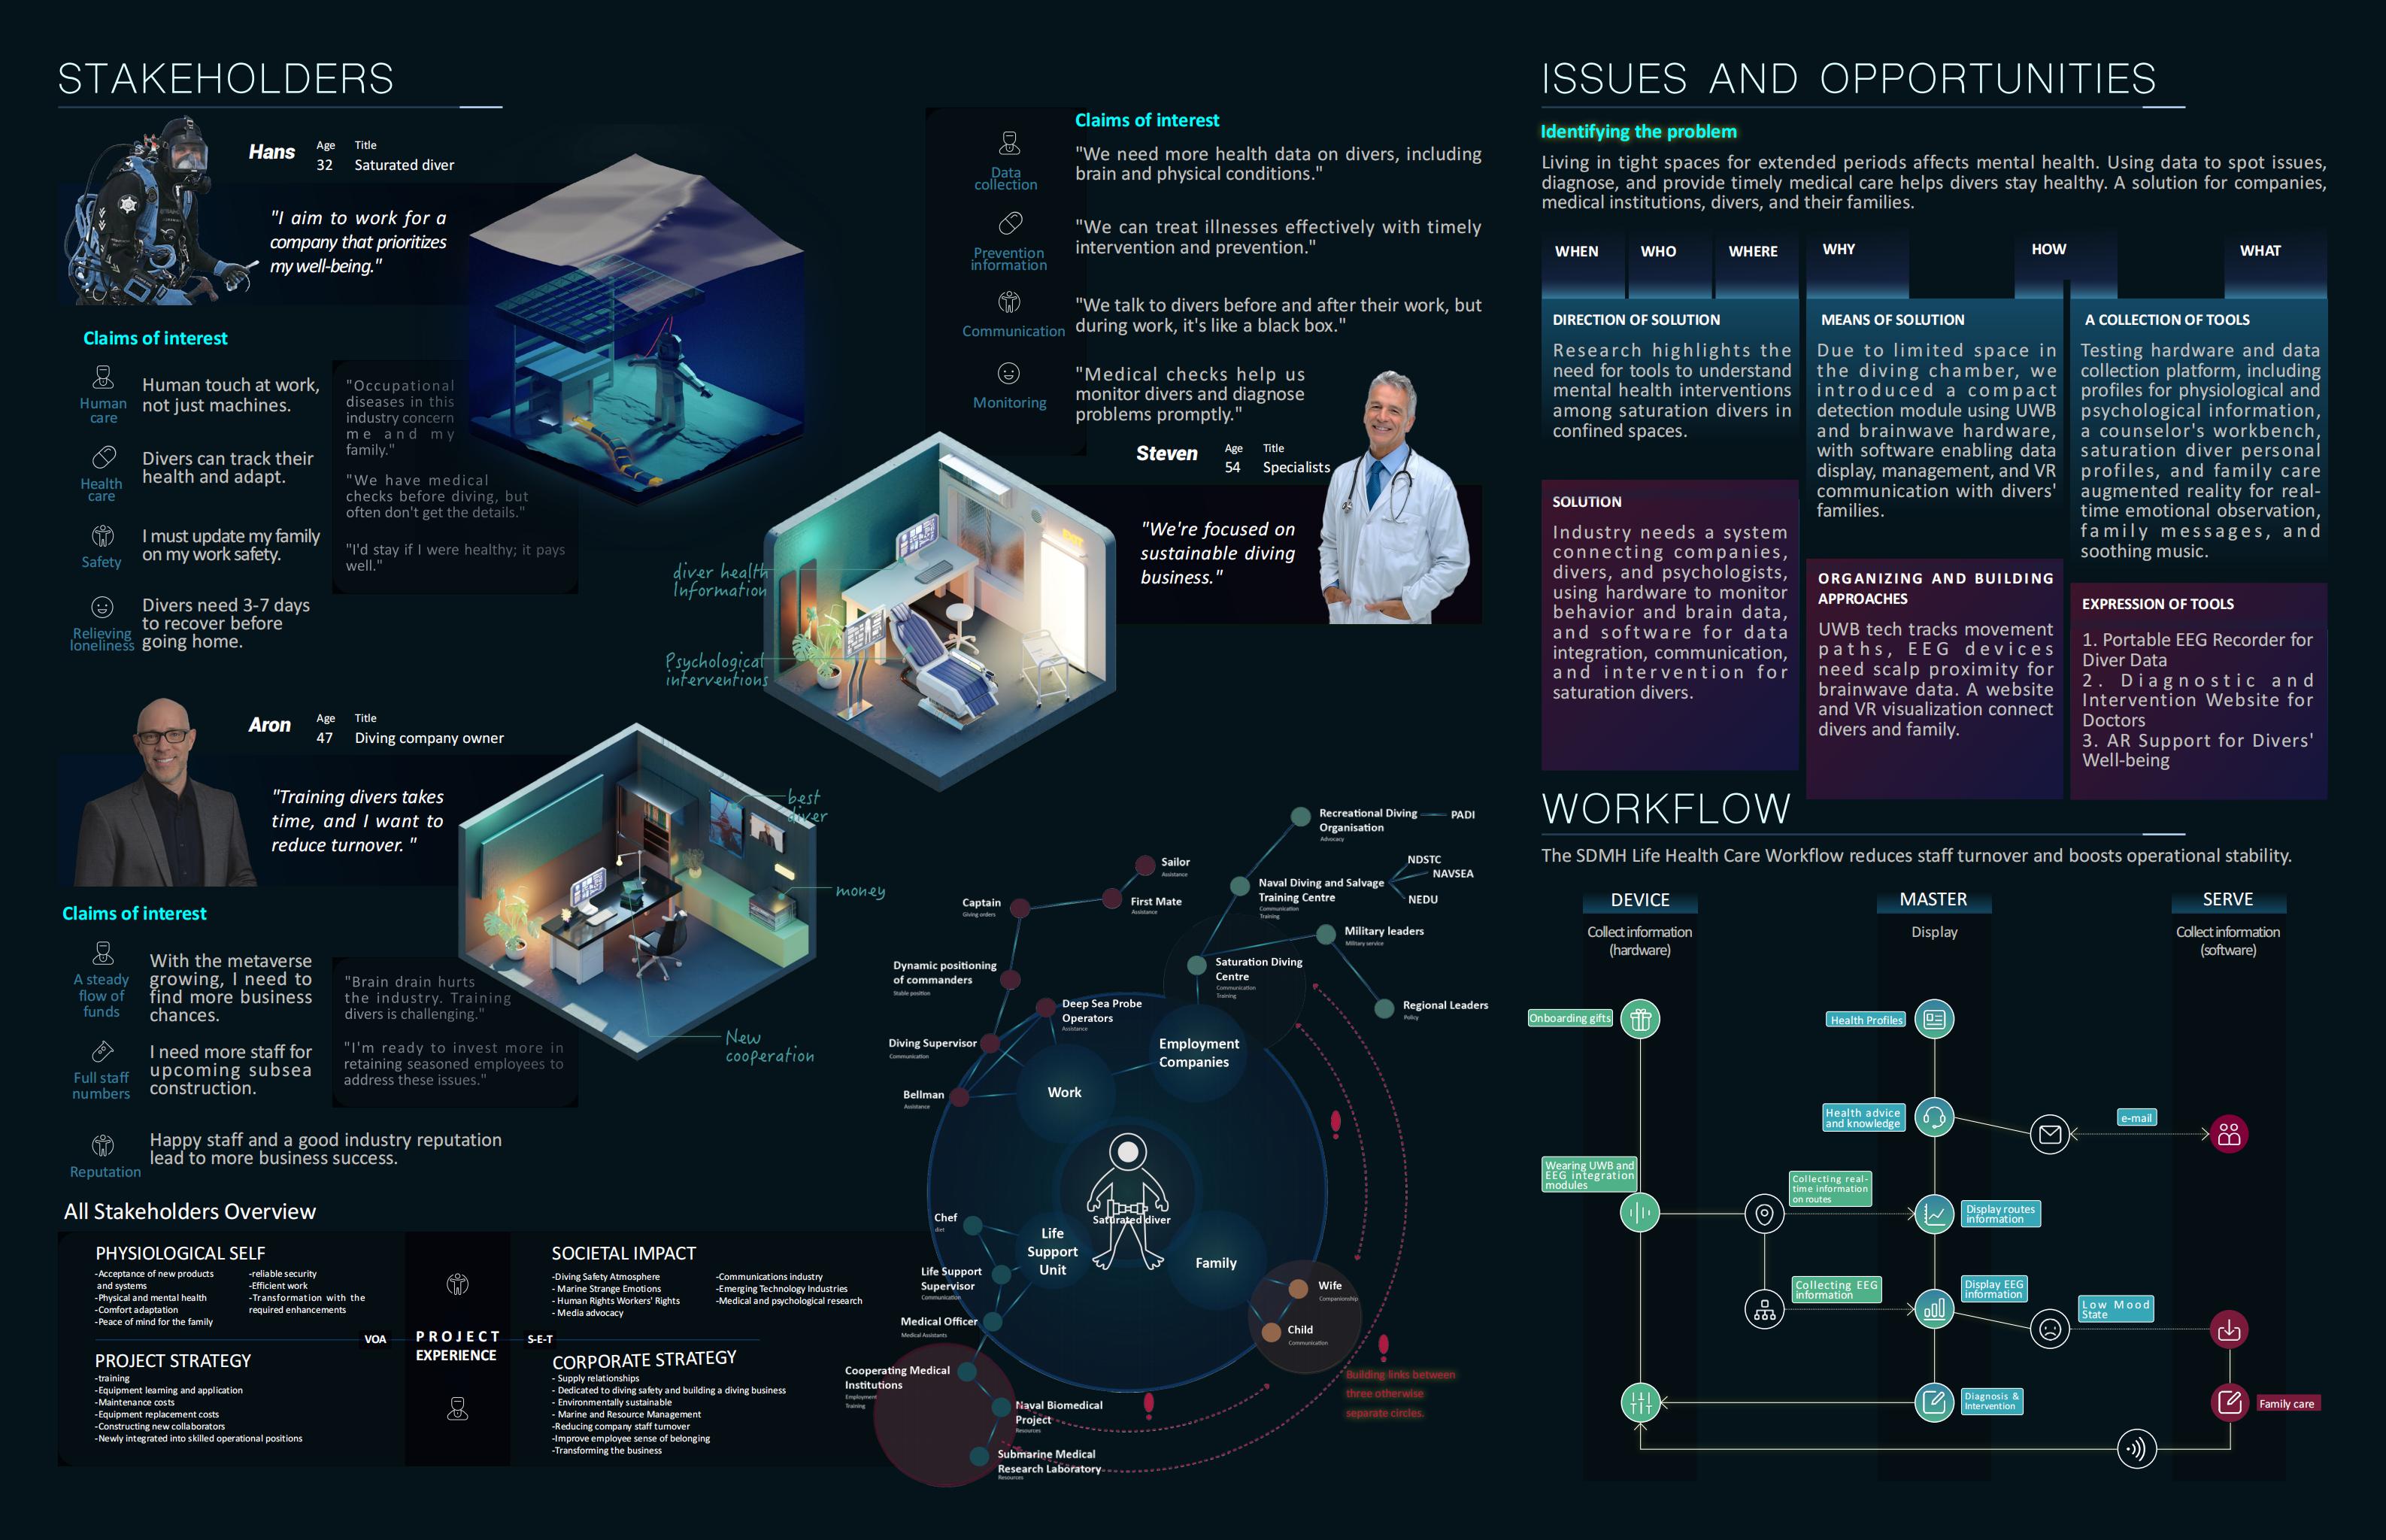 STAKEHOLDERS
Hans
Age
32
Title
Saturated diver
"I aim to work for a
company that prioritizes
my well-being."
Claims of interest
Human
care
Human touch at work,
not just machines.
Health
care
Divers can track their
health and adapt.
Safety
I must update my family
on my work safety.
Relieving
loneliness
Divers need 3-7 days
to recover before
going home.
"Occupational
diseases in this
industry concern
me and my
family."
"We have medical
checks before diving, but
often don't get the details."
"I'd stay if I were healthy; it pays
well."
Claims of interest
Data
collection
"We need more health data on divers, including
brain and physical conditions."
Prevention
information
"We can treat illnesses effectively with timely
intervention and prevention."
Communication
"We talk to divers before and after their work, but
during work, it's like a black box."
Monitoring
"Medical checks help us
monitor divers and diagnose
problems promptly."
Steven
Age
54
Title
Specialists
"We're focused on
sustainable diving
business."
EXIT
diver health
Information
Psychological
interventions
Aron
Age
47
Title
Diving company owner
"Training divers takes
time, and I want to
reduce turnover. "
Claims of interest
A steady
flow of
funds
With the metaverse
growing, I need to
find more business
chances.
Full staff
numbers
I need more staff for
upcoming subsea
construction.
Reputation
Happy staff and a good industry reputation
lead to more business success.
"Brain drain hurts
the industry. Training
divers is challenging."
"I'm ready to invest more in
retaining seasoned employees to
address these issues."
best
diver
money
New
cooperation
All Stakeholders Overview
PHYSIOLOGICAL SELF
-Acceptance of new products
and systems
-Physical and mental health
-Comfort adaptation
-Peace of mind for the family
-reliable security
-Efficient work
-Transformation with the
required enhancements
PROJECT STRATEGY
-training
-Equipment learning and application
-Maintenance costs
-Equipment replacement costs
-Constructing new collaborators
-Newly integrated into skilled operational positions
VOA
PROJECT
EXPERIENCE
S-E-T
SOCIETAL IMPACT
-Diving Safety Atmosphere
- Marine Strange Emotions
- Human Rights Workers' Rights
- Media advocacy
-Communications industry
-Emerging Technology Industries
-Medical and psychological research
CORPORATE STRATEGY
- Supply relationships
- Dedicated to diving safety and building a diving business
- Environmentally sustainable
- Marine and Resource Management
-Reducing company staff turnover
-Improve employee sense of belonging
-Transforming the business
Recreational Diving
Organisation
Advocacy
PADI
Sailor
Assistance
First Mate
Assistance
Captain
Giving orders
Naval Diving and Salvage
Training Centre
Communication
Training
NDSTC
NAVSEA
NEDU
Military leaders
Military service
Saturation Diving
Centre
Communication
Training
Regional Leaders
Policy
Dynamic positioning
of commanders
Stable position
Deep Sea Probe
Operators
Assistance
Diving Supervisor
Communication
Bellman
Assistance
Employment
Companies
Work
Saturated diver
Life
Support
Unit
Family
Chef
diet
Life Support
Supervisor
Communication
Medical Officer
Medical Assistants
Cooperating Medical
Institutions
Employment
Training
Naval Biomedical
Project
Resources
Submarine Medical
Research Laboratory
Resources
Wife
Companionship
Child
Communication
Building links between
three otherwise
separate circles.
ISSUES AND OPPORTUNITIES
Identifying the problem
Living in tight spaces for extended periods affects mental health. Using data to spot issues,
diagnose, and provide timely medical care helps divers stay healthy. A solution for companies,
medical institutions, divers, and their families.
WHEN
WHO
WHERE
WHY
HOW
WHAT
DIRECTION OF SOLUTION
Research highlights the
need for tools to understand
mental health interventions
among saturation divers in
confined spaces.
SOLUTION
Industry needs a system
connecting companies,
divers, and psychologists,
using hardware to monitor
behavior and brain data,
and software for data
integration, communication,
and intervention for
saturation divers.
MEANS OF SOLUTION
Due to limited space in
the diving chamber, we
introduced a compact
detection module using UWB
and brainwave hardware,
with software enabling data
display, management, and VR
communication with divers'
families.
ORGANIZING AND BUILDING
APPROACHES
UWB tech tracks movement
paths, EEG devices
need scalp proximity for
brainwave data. A website
and VR visualization connect
divers and family.
A COLLECTION OF TOOLS
Testing hardware and data
collection platform, including
profiles for physiological and
psychological information,
a counselor's workbench,
saturation diver personal
profiles, and family care
augmented reality for real-
time emotional observation,
family messages, and
soothing music.
EXPRESSION OF TOOLS
1. Portable EEG Recorder for
Diver Data
2. Diagnostic and
Intervention Website for
Doctors
3. AR Support for Divers'
Well-being
WORKFLOW
The SDMH Life Health Care Workflow reduces staff turnover and boosts operational stability.
DEVICE
Collect information
(hardware)
MASTER
Display
SERVE
Collect information
(software)
Onboarding gifts
Health Profiles
Health advice
and knowledge
e-mail
Wearing UWB and
EEG integration
modules
Collecting real-
time information
on routes
Display routes
information
Collecting EEG
information
Display EEG
information
Low Mood
State
Diagnosis &
Intervention
Family care